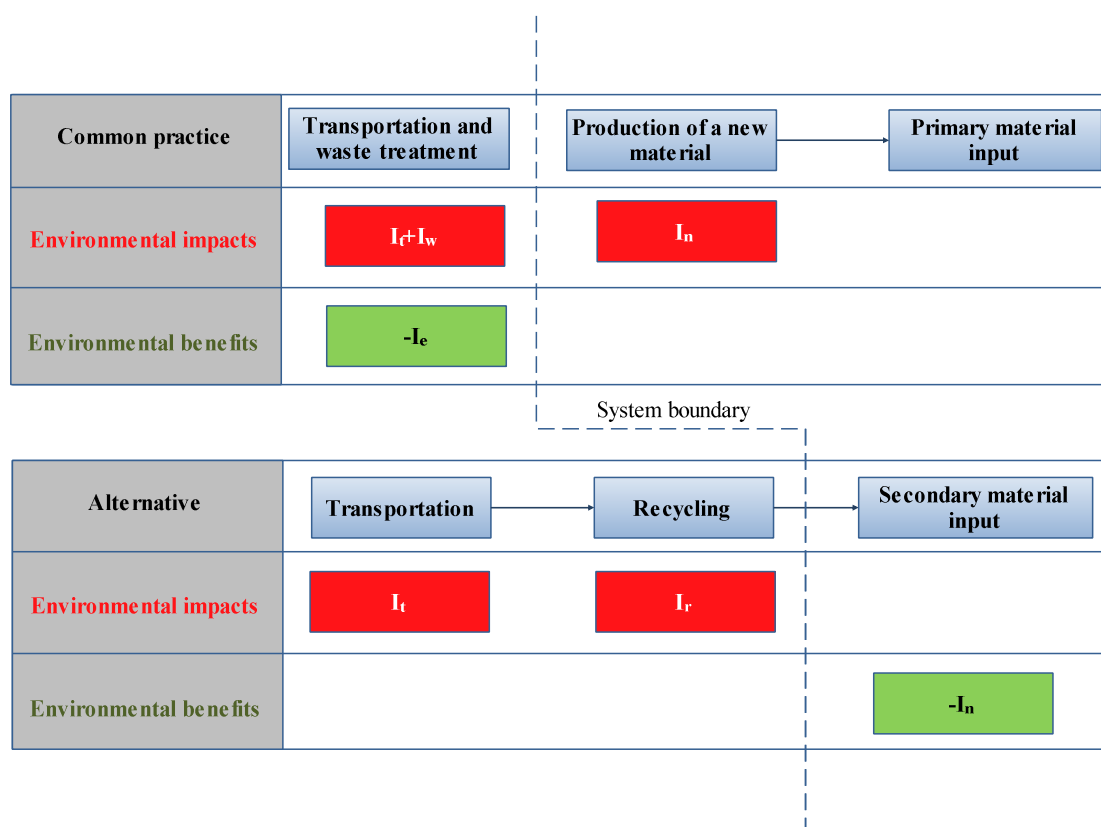 Common practice
Transportation and
waste treatment
Production of a new
material
Primary material
input
Environmental impacts
Iₜ+I_w
Iₙ
Environmental benefits
-Iₑ
System boundary
Alternative
Transportation
Recycling
Secondary material
input
Environmental impacts
Iₜ
Iᵣ
Environmental benefits
-Iₙ